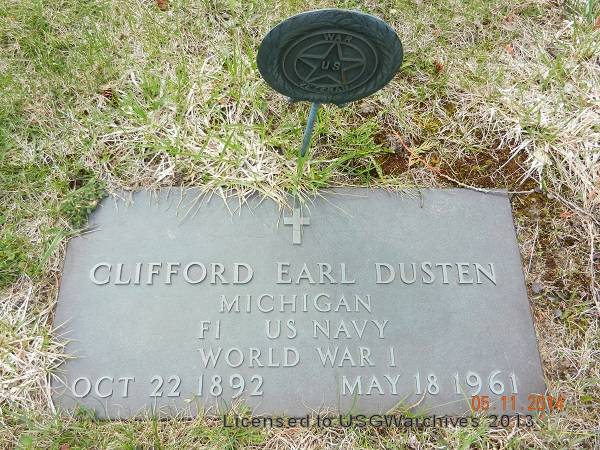 WAR
US
VETERAN
CLIFFORD EARL DUSTEN
MICHIGAN
F1 US NAVY
WORLD WAR I
OCT 22 1892 MAY 18 1961
05 11 2014
Licensed to USGWarchives 2013